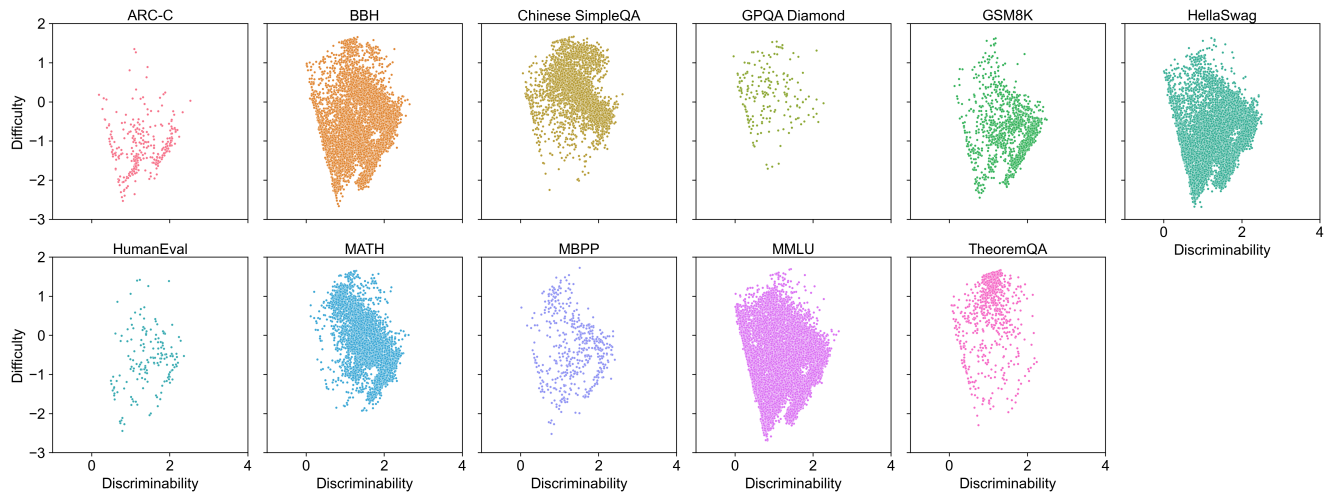 ARC-C BBH Chinese SimpleQA GPQA Diamond GSM8K HellaSwag
2
1
0
−1
−2
−3
Difficulty
0 2 4
Discriminability
HumanEval MATH MBPP MMLU TheoremQA
2
1
0
−1
−2
−3
Difficulty
0 2 4 0 2 4 0 2 4 0 2 4 0 2 4
Discriminability Discriminability Discriminability Discriminability Discriminability